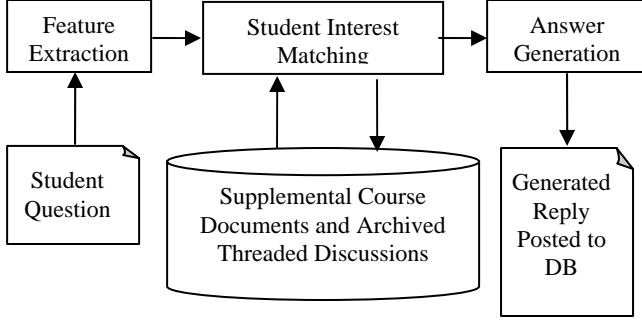 Feature
Extraction
Student Interest
Matching
Answer
Generation
Student
Question
Supplemental Course
Documents and Archived
Threaded Discussions
Generated
Reply
Posted to
DB